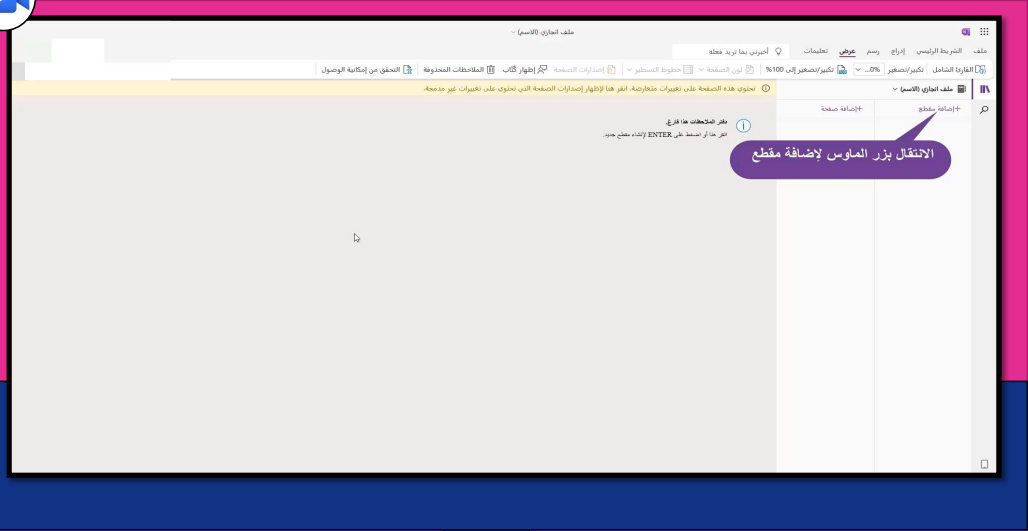 ملف انجازي (الاسم)
ملف الشريط الرئيسي إدراج رسم عرض تعليمات أخبرني بما تريد فعله
القارئ الشامل تكبير/تصغير %0... تكبير/تصغير إلى 100% لون الصفحة خطوط التسطير إصدارات الصفحة إظهار كُتّاب الملاحظات المحذوفة التحقق من إمكانية الوصول
ملف انجازي (الاسم)
تحتوي هذه الصفحة على تغييرات متعارضة. انقر هنا لإظهار إصدارات الصفحة التي تحتوي على تغييرات غير مدمجة.
+إضافة مقطع
+إضافة صفحة
دفتر الملاحظات هذا فارغ.
انقر هنا أو اضغط على ENTER لإنشاء مقطع جديد.
الانتقال بزر الماوس لإضافة مقطع